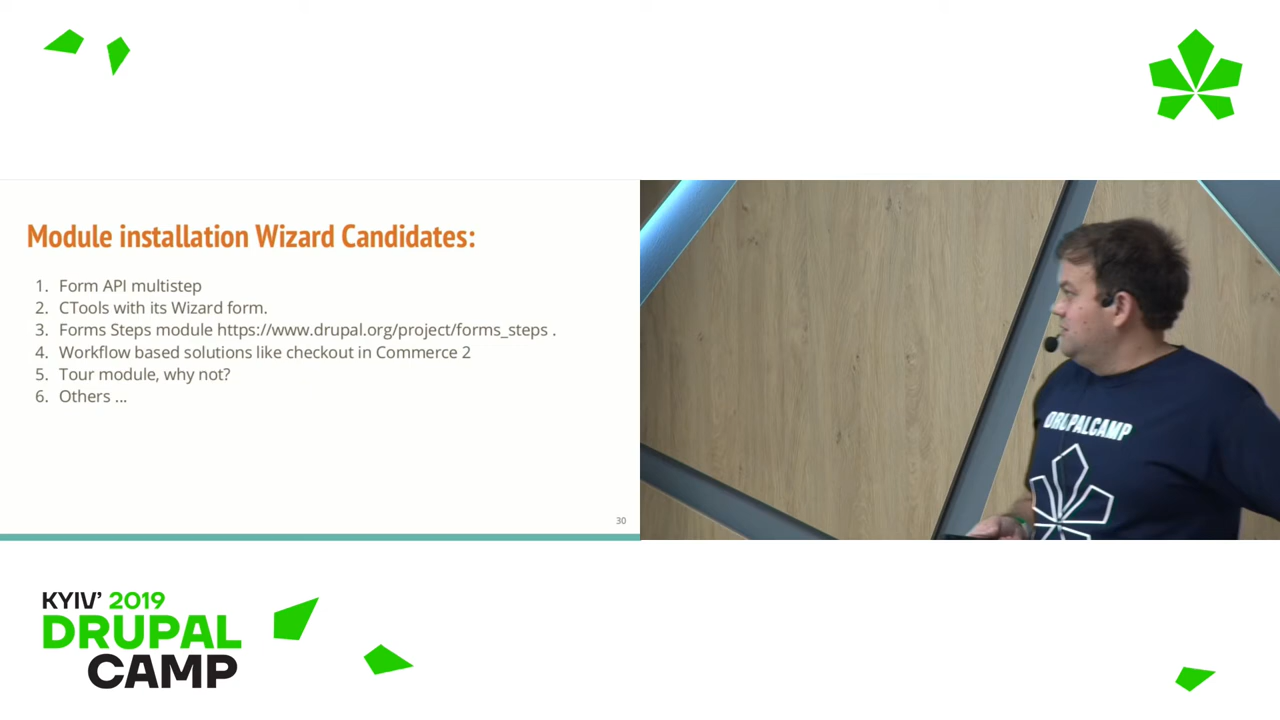 Module installation Wizard Candidates:
1. Form API multistep
2. CTools with its Wizard form.
3. Forms Steps module https://www.drupal.org/project/forms_steps .
4. Workflow based solutions like checkout in Commerce 2
5. Tour module, why not?
6. Others ...
30
DRUPALCAMP
KYIV' 2019
DRUPAL
CAMP